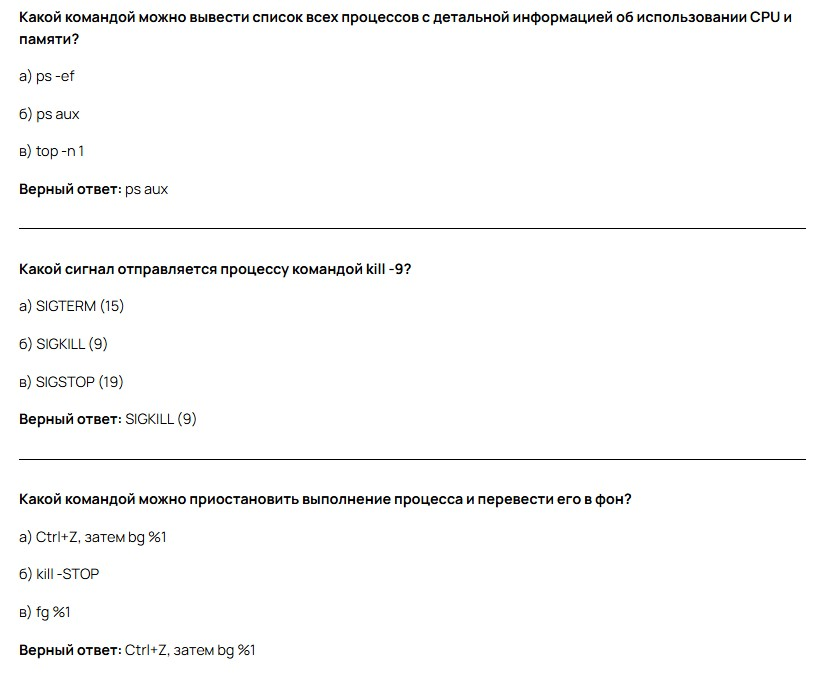 Какой командой можно вывести список всех процессов с детальной информацией об использовании CPU и
памяти?
а) ps -ef
б) ps aux
в) top -n 1
Верный ответ: ps aux
Какой сигнал отправляется процессу командой kill -9?
а) SIGTERM (15)
б) SIGKILL (9)
в) SIGSTOP (19)
Верный ответ: SIGKILL (9)
Какой командой можно приостановить выполнение процесса и перевести его в фон?
а) Ctrl+Z, затем bg %1
б) kill -STOP
в) fg %1
Верный ответ: Ctrl+Z, затем bg %1